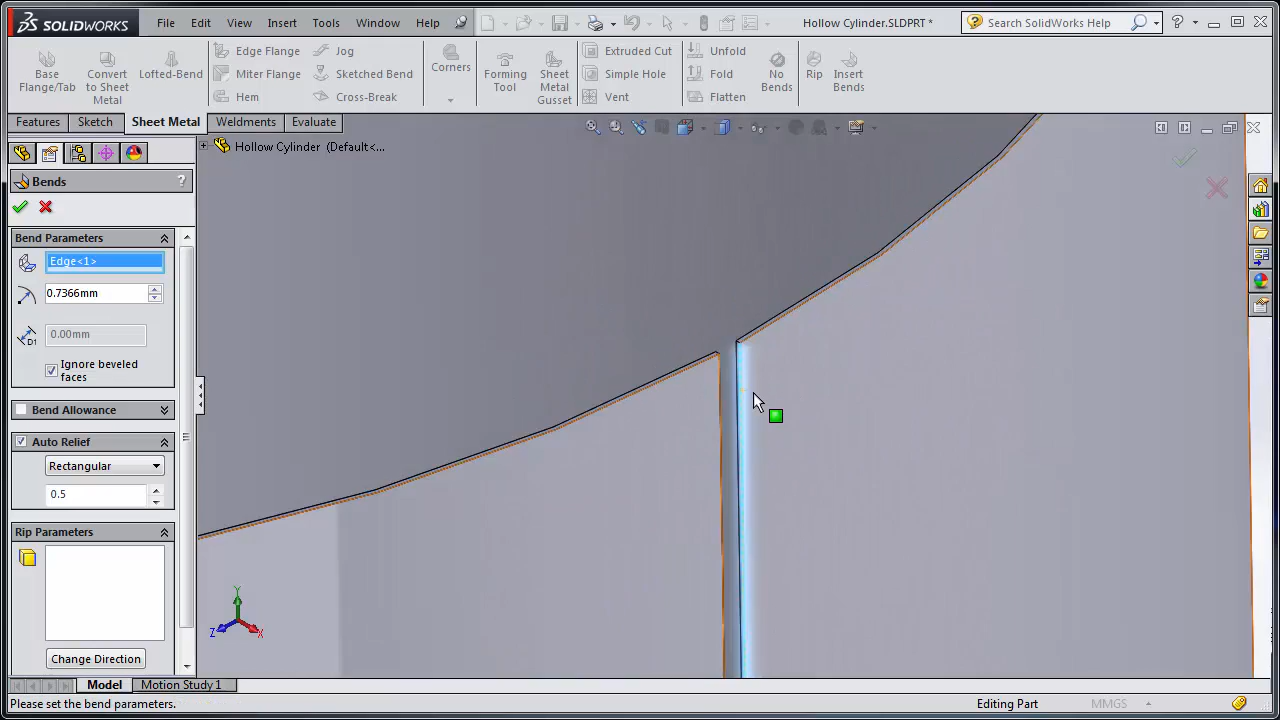 SOLIDWORKS File Edit View Insert Tools Window Help Hollow Cylinder.SLDPRT * Search SolidWorks Help
Base Flange/Tab
Convert to Sheet Metal
Lofted-Bend
Edge Flange
Miter Flange
Hem
Jog
Sketched Bend
Cross-Break
Corners
Forming Tool
Sheet Metal Gusset
Extruded Cut
Simple Hole
Vent
Unfold
Fold
Flatten
No Bends
Rip
Insert Bends
Features Sketch Sheet Metal Weldments Evaluate
Hollow Cylinder (Default<...
Bends ?
Bend Parameters
Edge<1>
0.7366mm
D1
0.00mm
Ignore beveled
faces
Bend Allowance
Auto Relief
Rectangular
0.5
Rip Parameters
Change Direction
Y
Z X
Model Motion Study 1
Please set the bend parameters. Editing Part MMGS